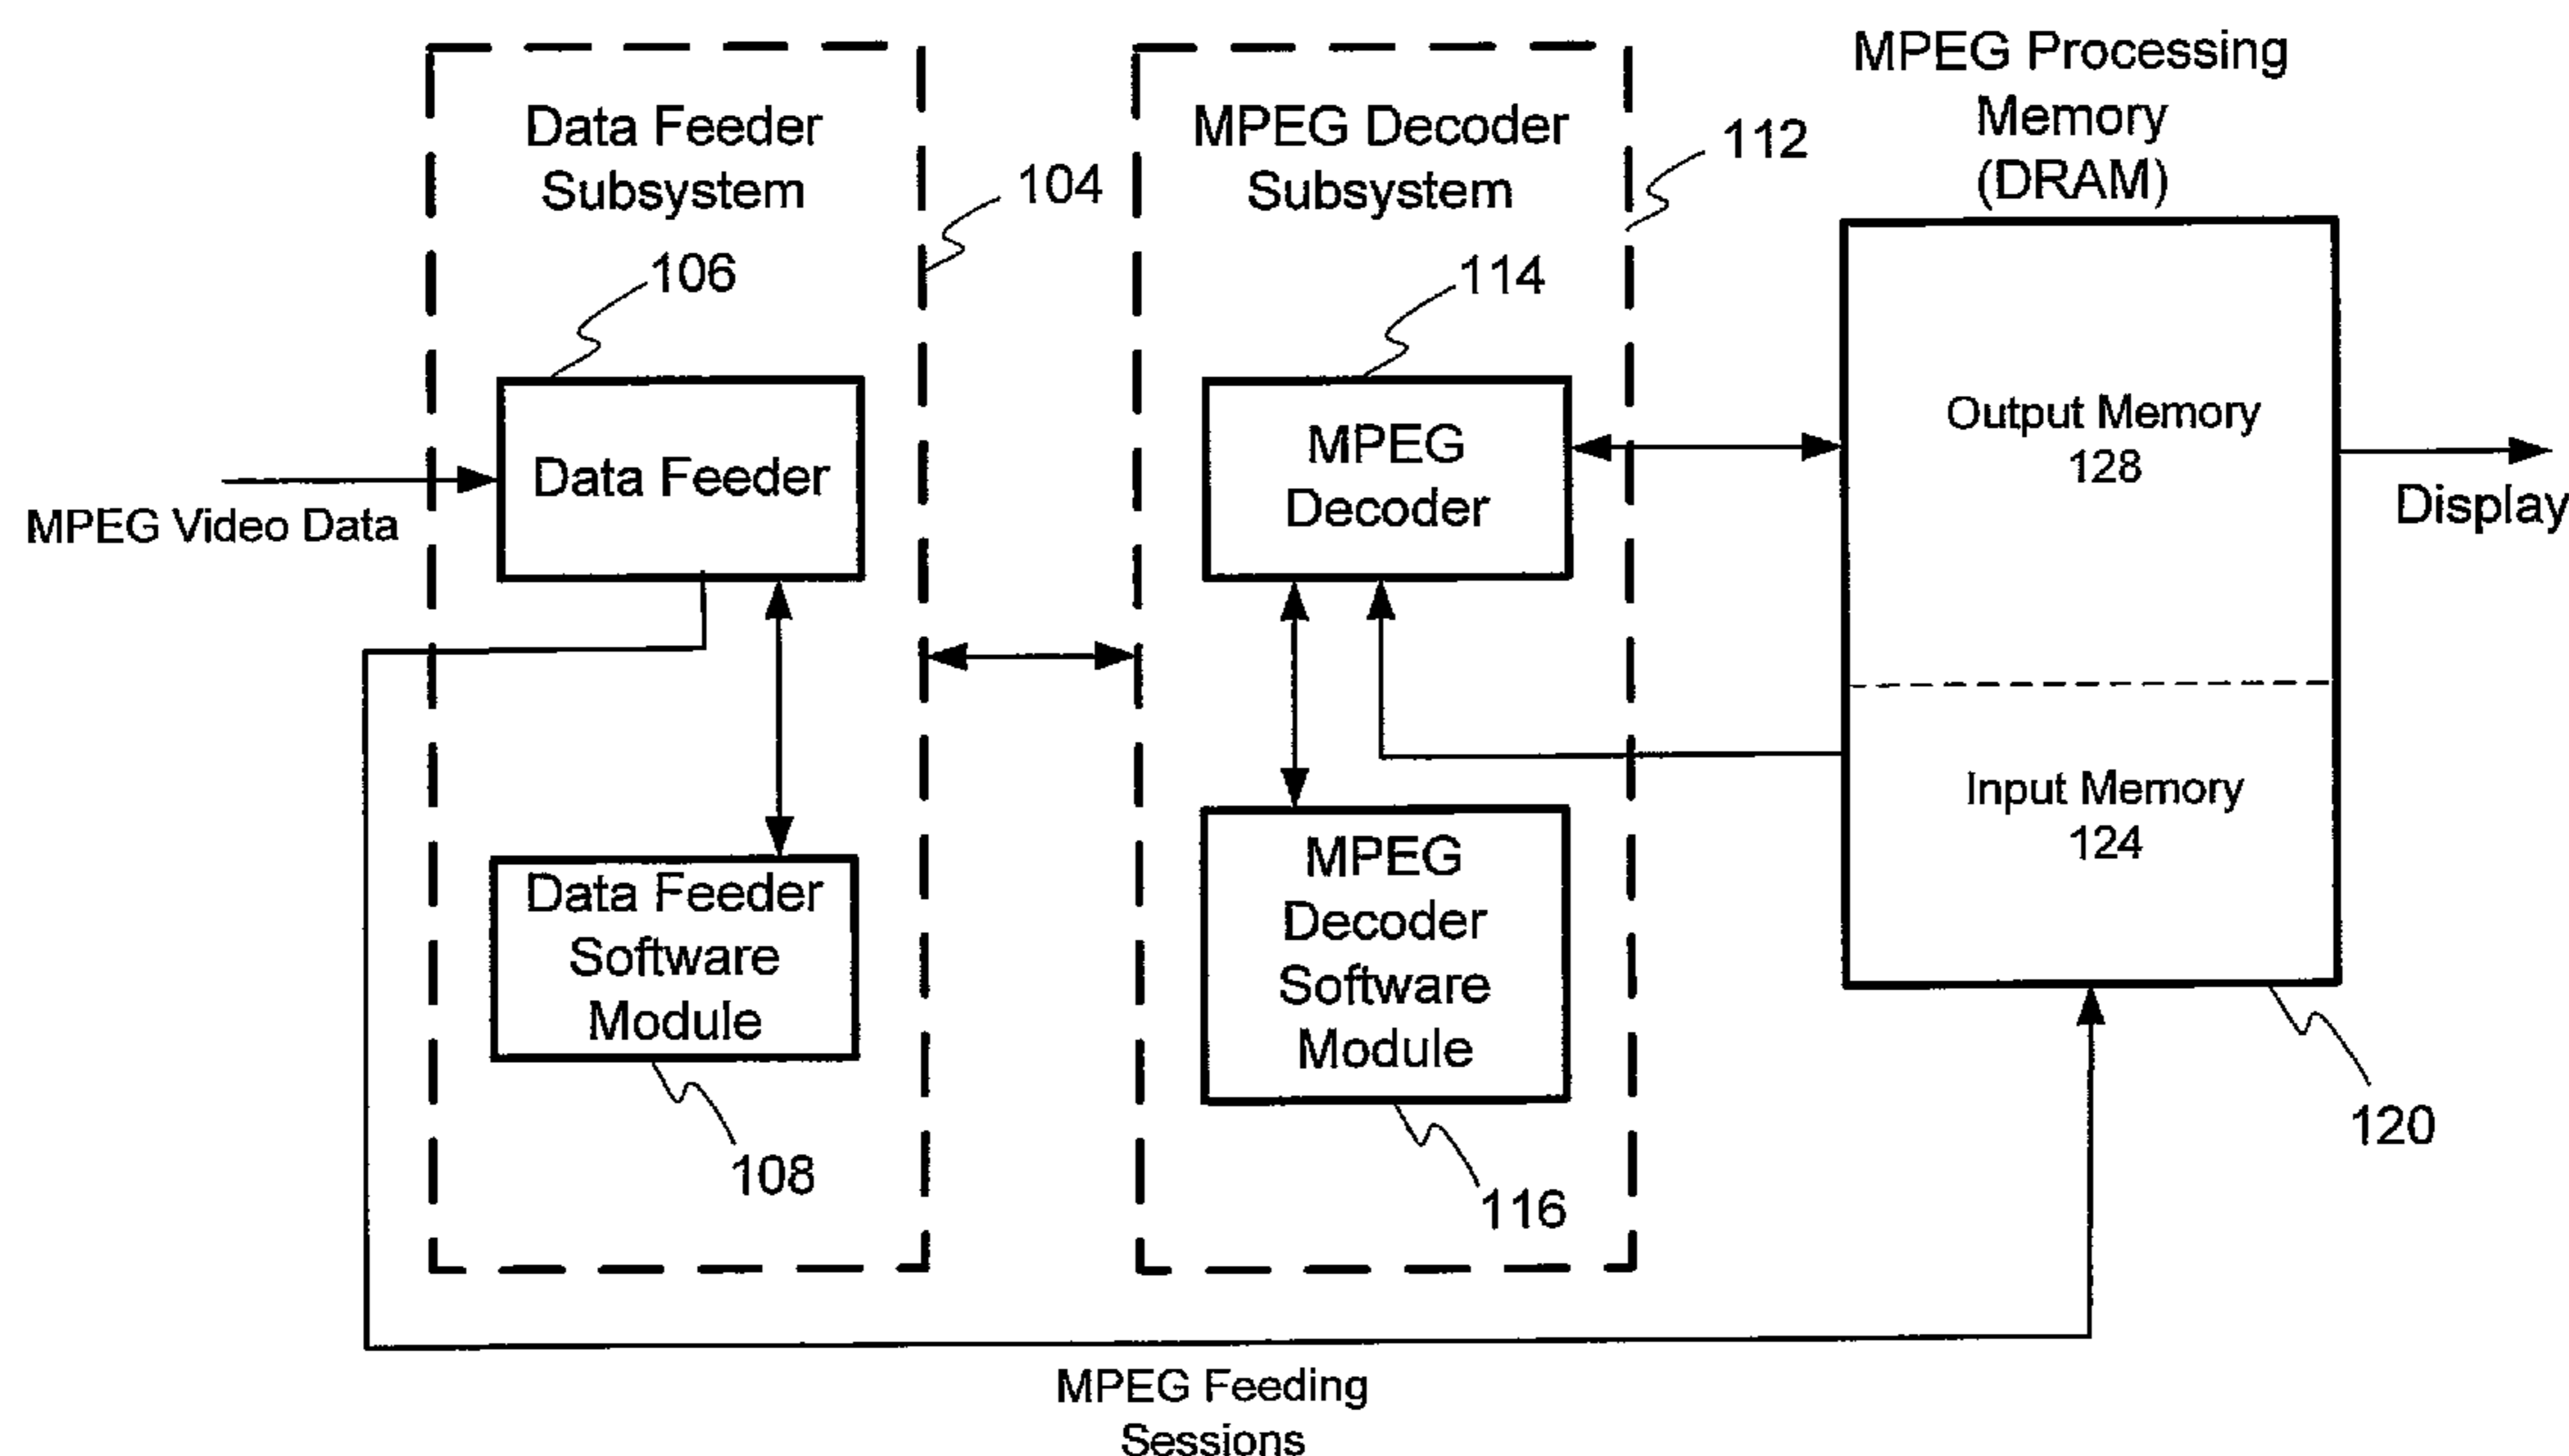 Data Feeder
Subsystem
104
106
MPEG Video Data
Data Feeder
Data Feeder
Software
Module
108
MPEG Decoder
Subsystem
112
114
MPEG
Decoder
MPEG
Decoder
Software
Module
116
MPEG Processing
Memory
(DRAM)
Output Memory
128
Display
Input Memory
124
120
MPEG Feeding
Sessions